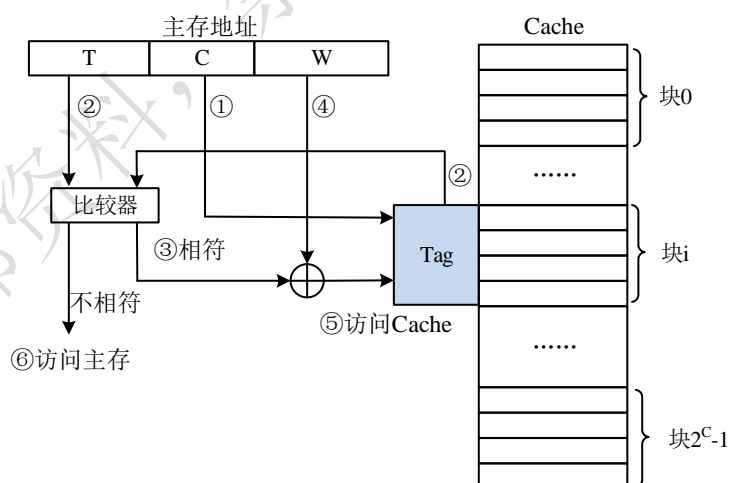 主存地址
Cache
T C W
② ① ④
块0
……
②
比较器
③相符
Tag
块i
不相符
⑤访问Cache
⑥访问主存
……
块2^C-1